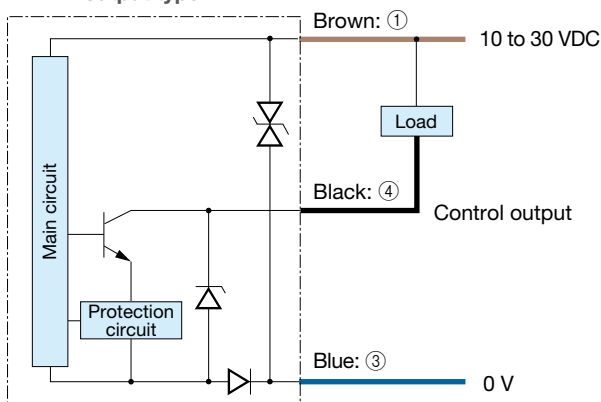 Brown: ①
10 to 30 VDC
Load
Main circuit
Black: ④
Control output
Protection
circuit
Blue: ③
0 V